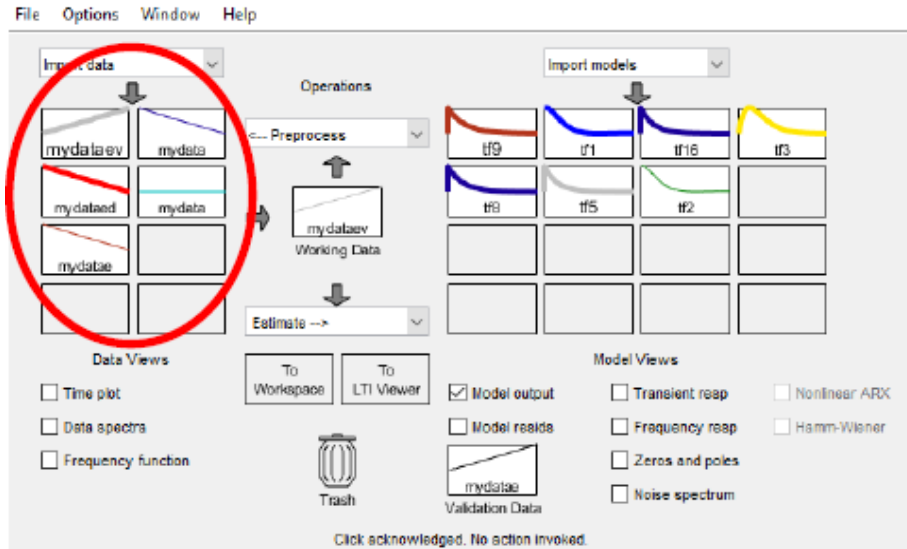 File Options Window Help
Import data
Import models
Operations
<--- Preprocess
mydataev
mydata
tf9
tf1
tf16
tf3
mydataed
mydata
mydataev
Working Data
tf8
tf5
tf2
mydatae
Estimate -->
Data Views
To Workspace
To LTI Viewer
Model Views
Time plot
Model output
Transient resp
Nonlinear ARX
Data spectra
Model resids
Frequency resp
Hamm-Wiener
Frequency function
Zeros and poles
Trash
mydatae
Validation Data
Noise spectrum
Click acknowledged. No action invoked.